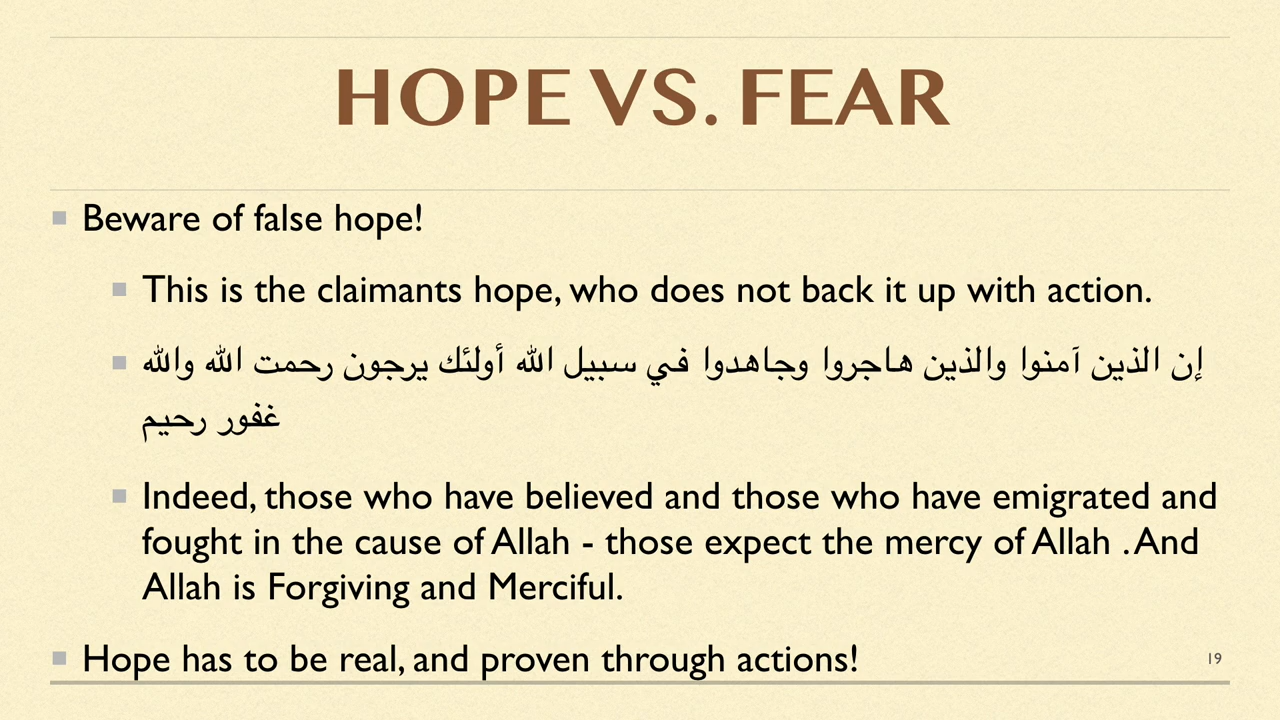 HOPE VS. FEAR
Beware of false hope!
This is the claimants hope, who does not back it up with action.
إن الذين آمنوا والذين هاجروا وجاهدوا في سبيل الله أولئك يرجون رحمت الله والله
غفور رحيم
Indeed, those who have believed and those who have emigrated and
fought in the cause of Allah - those expect the mercy of Allah . And
Allah is Forgiving and Merciful.
Hope has to be real, and proven through actions!
19